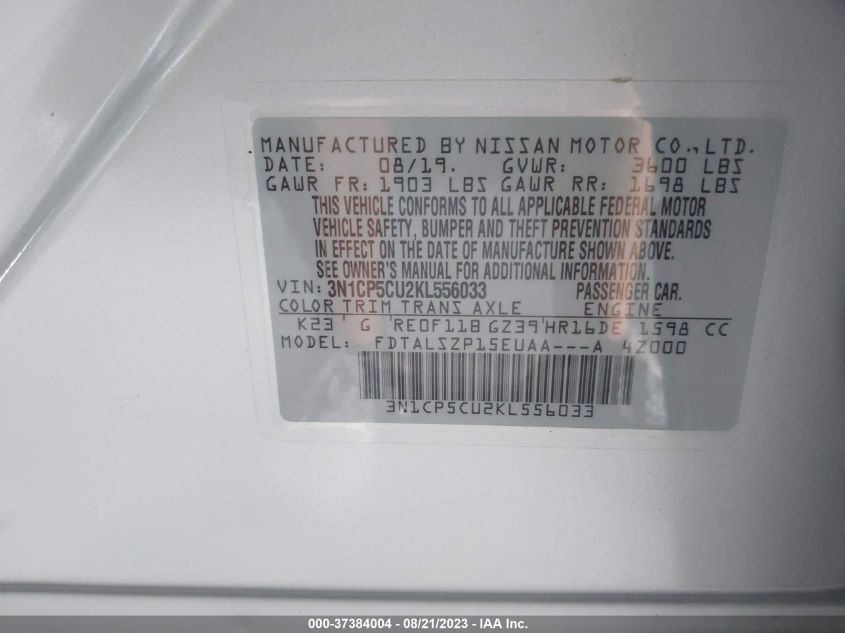 MANUFACTURED BY NISSAN MOTOR CO.,LTD.
DATE: 08/19. GVWR: 3600 LBS
GAWR FR: 1903 LBS GAWR RR: 1698 LBS
THIS VEHICLE CONFORMS TO ALL APPLICABLE FEDERAL MOTOR
VEHICLE SAFETY, BUMPER AND THEFT PREVENTION STANDARDS
IN EFFECT ON THE DATE OF MANUFACTURE SHOWN ABOVE.
SEE OWNER'S MANUAL FOR ADDITIONAL INFORMATION.
VIN: 3N1CP5CU2KL556033 PASSENGER CAR.
COLOR TRIM TRANS AXLE ENGINE
K23 G RE0F11B GZ39 HR16DE 1598 CC
MODEL: FDTALSZP15EUAA---A 4Z000
3N1CP5CU2KL556033
000-37384004 - 08/21/2023 - IAA Inc.